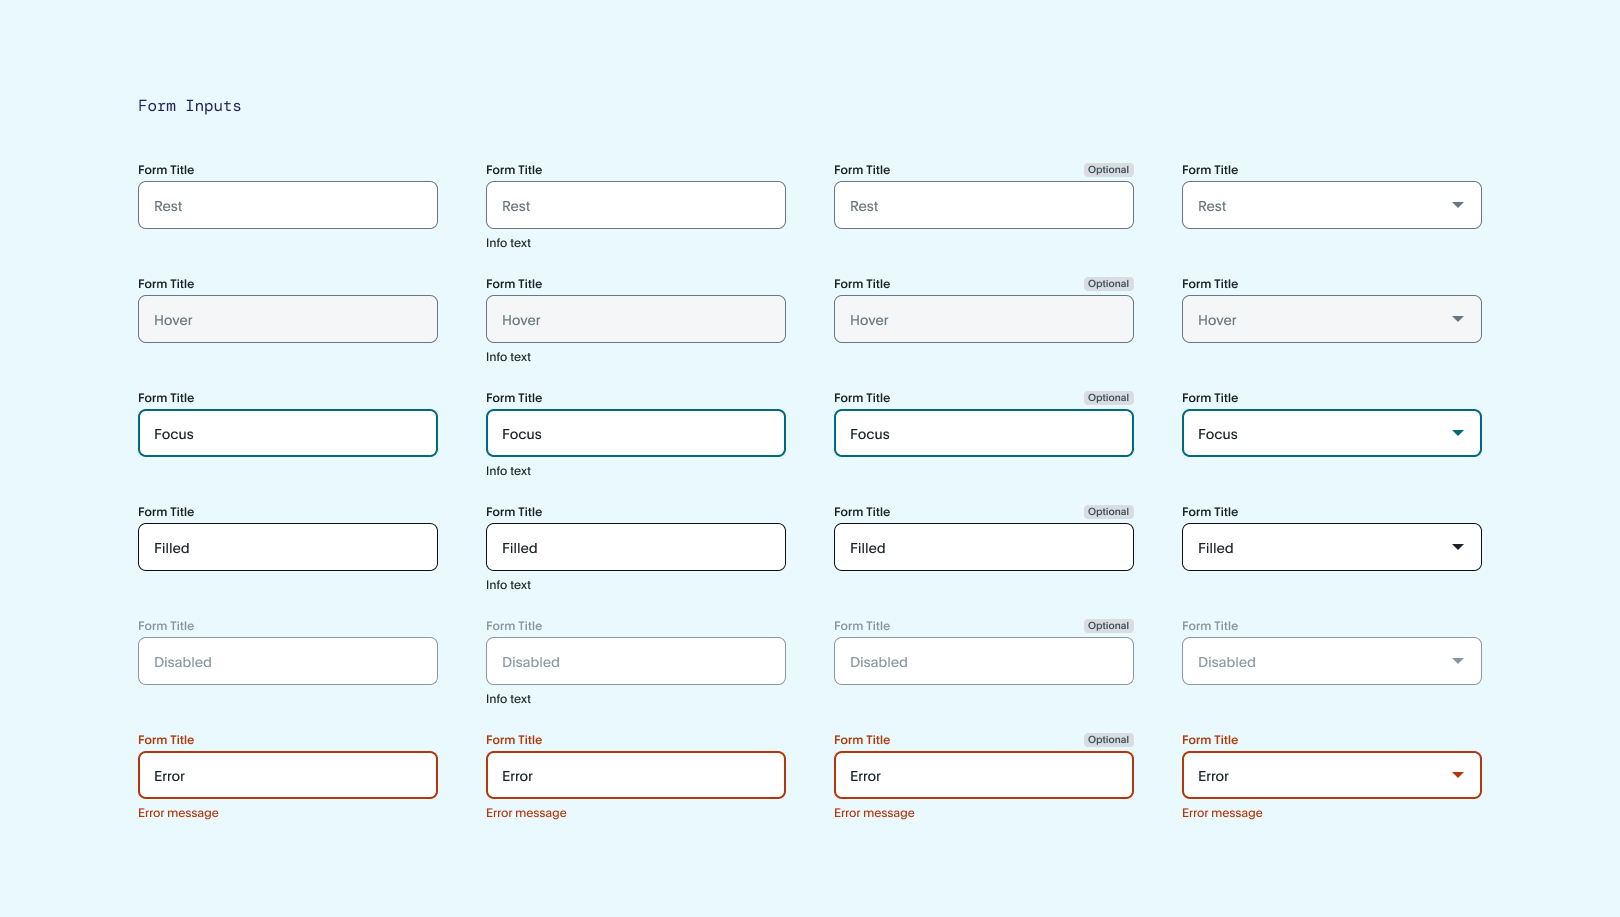 Form Inputs
Form Title
Form Title
Form Title Optional
Form Title
Rest
Rest
Rest
Rest
Info text
Form Title
Form Title
Form Title Optional
Form Title
Hover
Hover
Hover
Hover
Info text
Form Title
Form Title
Form Title Optional
Form Title
Focus
Focus
Focus
Focus
Info text
Form Title
Form Title
Form Title Optional
Form Title
Filled
Filled
Filled
Filled
Info text
Form Title
Form Title
Form Title Optional
Form Title
Disabled
Disabled
Disabled
Disabled
Info text
Form Title
Form Title
Form Title Optional
Form Title
Error
Error
Error
Error
Error message
Error message
Error message
Error message